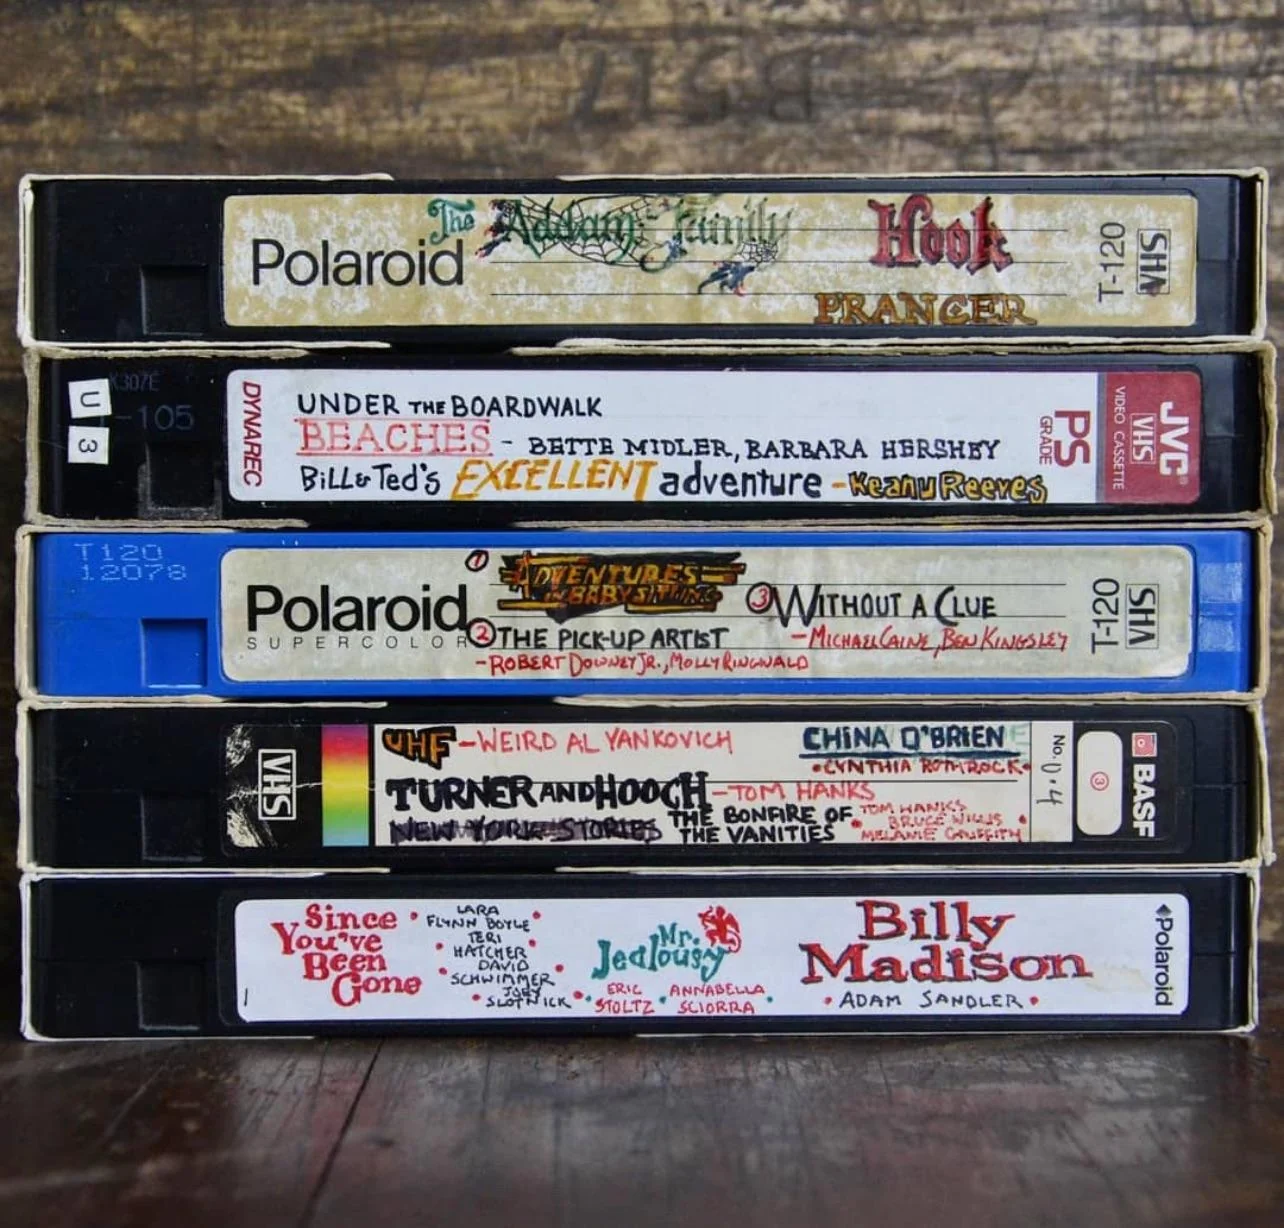 Polaroid
The Addams Family
Hook
PRANCER
T-120
VHS
K307E
-105
U
3
DYNAREC
UNDER THE BOARDWALK
BEACHES - BETTE MIDLER, BARBARA HERSHEY
Bill & Ted's EXCELLENT adventure - Keanu Reeves
PS
GRADE
JVC
VHS
VIDEO CASSETTE
T120
12078
Polaroid
SUPERCOLOR
1 ADVENTURES
IN BABYSITTING
2 THE PICK-UP ARTIST
- ROBERT DOWNEY JR., MOLLY RINGWALD
3 WITHOUT A CLUE
- MICHAEL CAINE, BEN KINGSLEY
T-120
VHS
VHS
UHF - WEIRD AL YANKOVICH
TURNER AND HOOCH - TOM HANKS
NEW YORK STORIES
CHINA O'BRIEN
• CYNTHIA ROTHROCK •
THE BONFIRE OF
THE VANITIES
• TOM HANKS
BRUCE WILLIS
MELANIE GRIFFITH
No.
3
BASF
Since
You've
Been
Gone
LARA
FLYNN BOYLE
TERI
HATCHER
DAVID
SCHWIMMER
JOEY
SLOTNICK
Mr.
Jealousy
ERIC
STOLTZ
ANNABELLA
SCIORRA
Billy
Madison
• ADAM SANDLER •
Polaroid